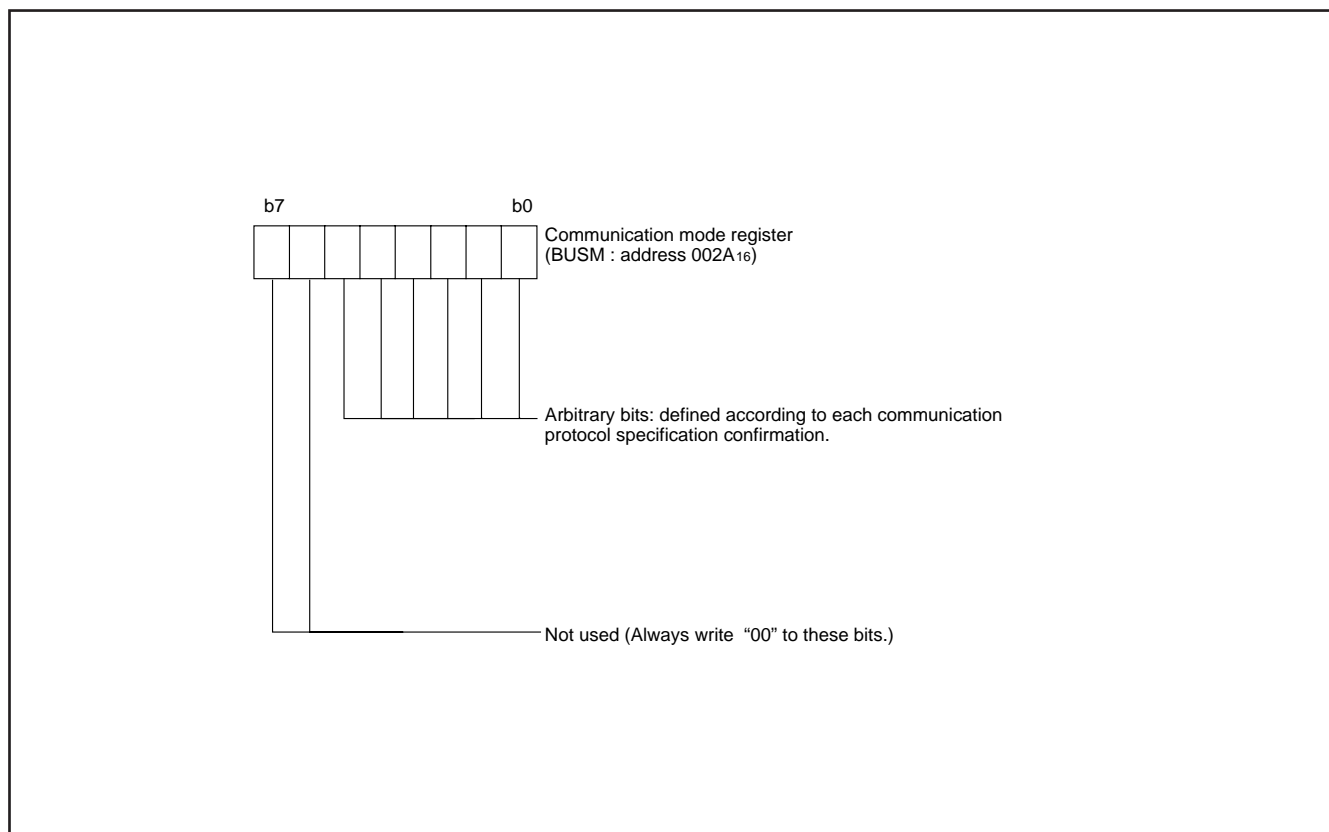 b7 b0
Communication mode register
(BUSM : address 002A16)
Arbitrary bits: defined according to each communication
protocol specification confirmation.
Not used (Always write “00” to these bits.)